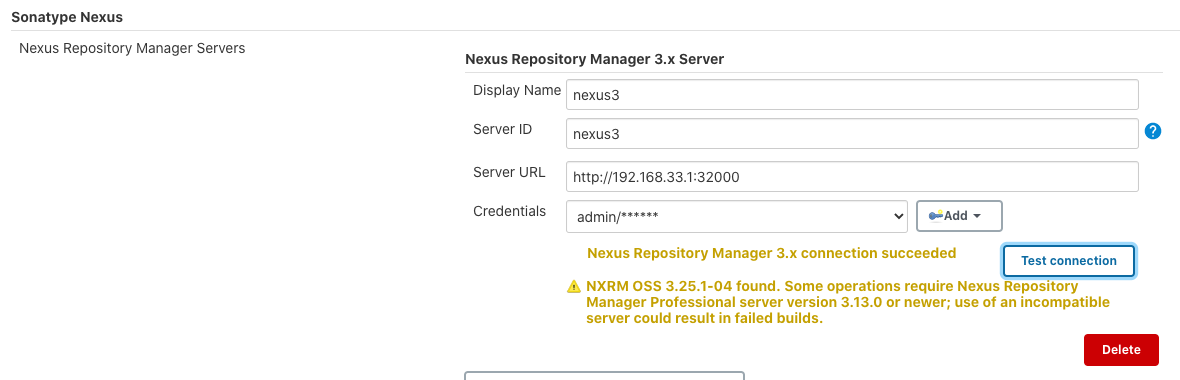 Sonatype Nexus
Nexus Repository Manager Servers
Nexus Repository Manager 3.x Server
Display Name
nexus3
Server ID
nexus3
?
Server URL
http://192.168.33.1:32000
Credentials
admin/******
Add
Nexus Repository Manager 3.x connection succeeded
Test connection
NXRM OSS 3.25.1-04 found. Some operations require Nexus Repository
Manager Professional server version 3.13.0 or newer; use of an incompatible
server could result in failed builds.
Delete